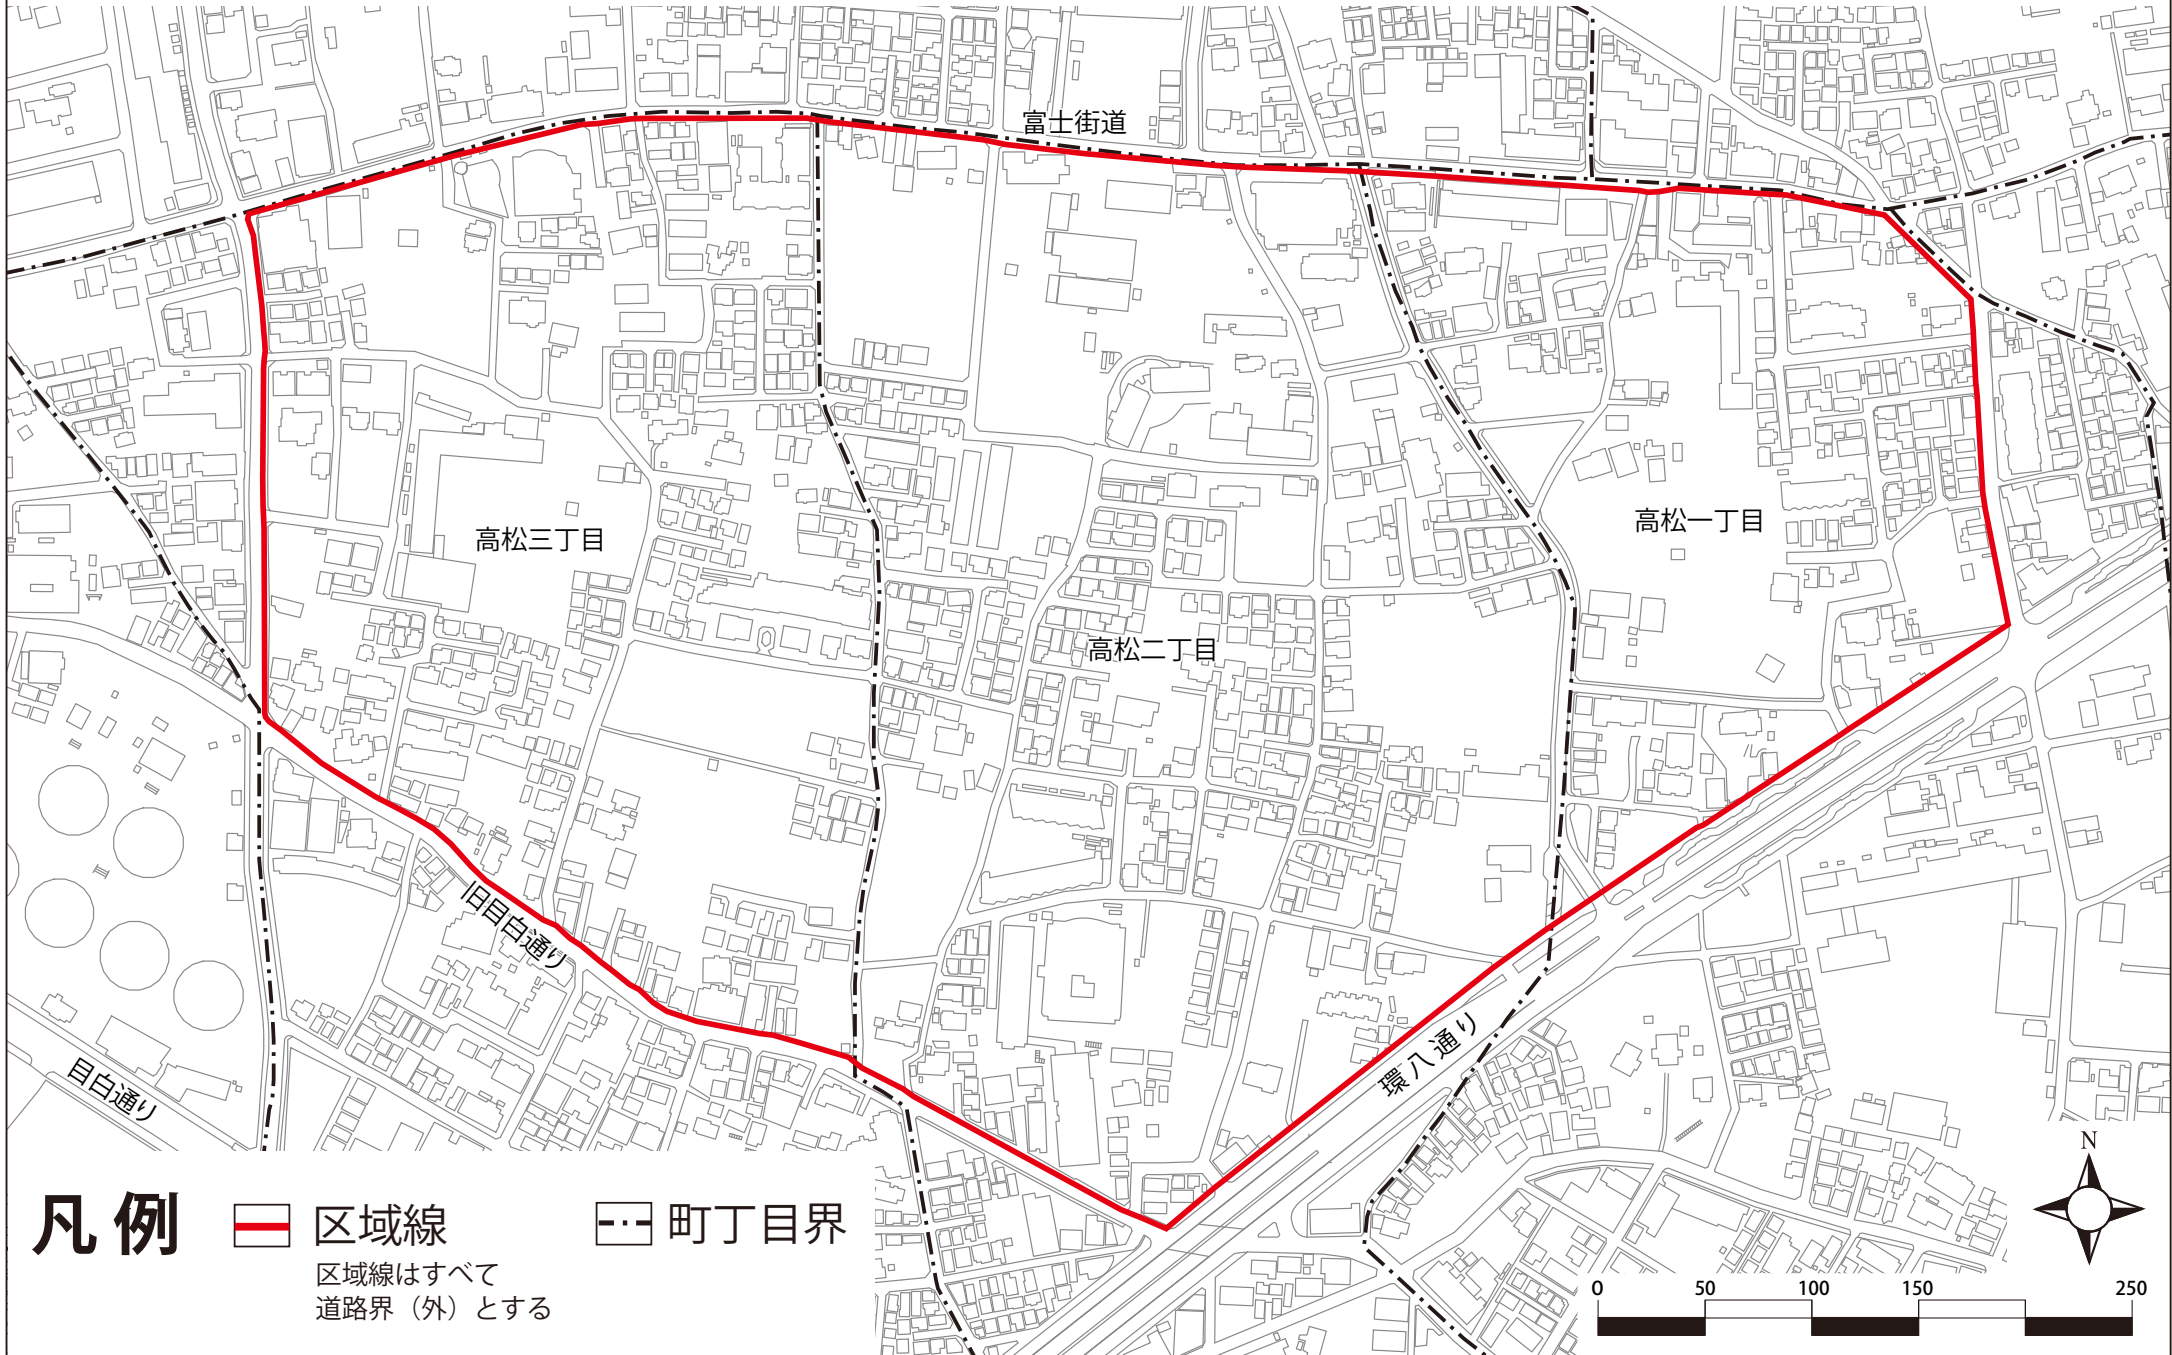 富士街道
高松一丁目
高松三丁目
高松二丁目
旧目白通り
目白通り
環八通り
凡例
区域線
区域線はすべて
道路界（外）とする
町丁目界
N
0 50 100 150 250